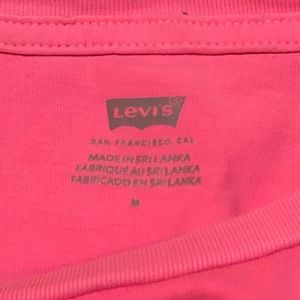 Levi's
SAN FRANCISCO, CAL
MADE IN SRI LANKA
FABRIQUÉ AU SRI LANKA
FABRICADO EN SRI LANKA
M